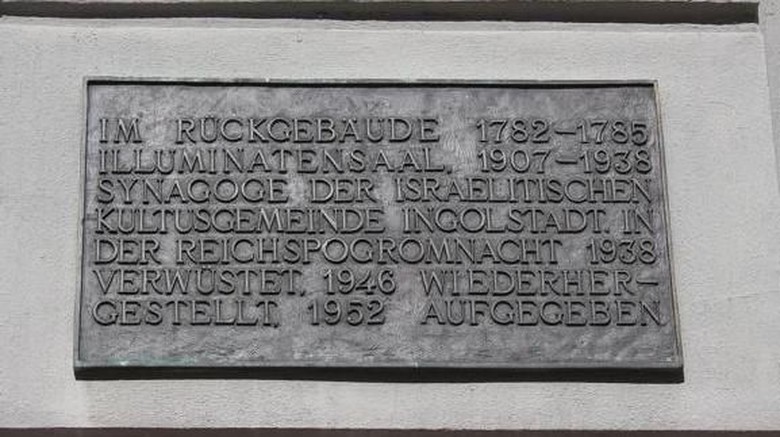 IM RÜCKGEBÄUDE 1782–1785
ILLUMINATENSAAL, 1907–1938
SYNAGOGE DER ISRAELITISCHEN
KULTUSGEMEINDE INGOLSTADT. IN
DER REICHSPOGROMNACHT 1938
VERWÜSTET, 1946 WIEDERHER–
GESTELLT, 1952 AUFGEGEBEN